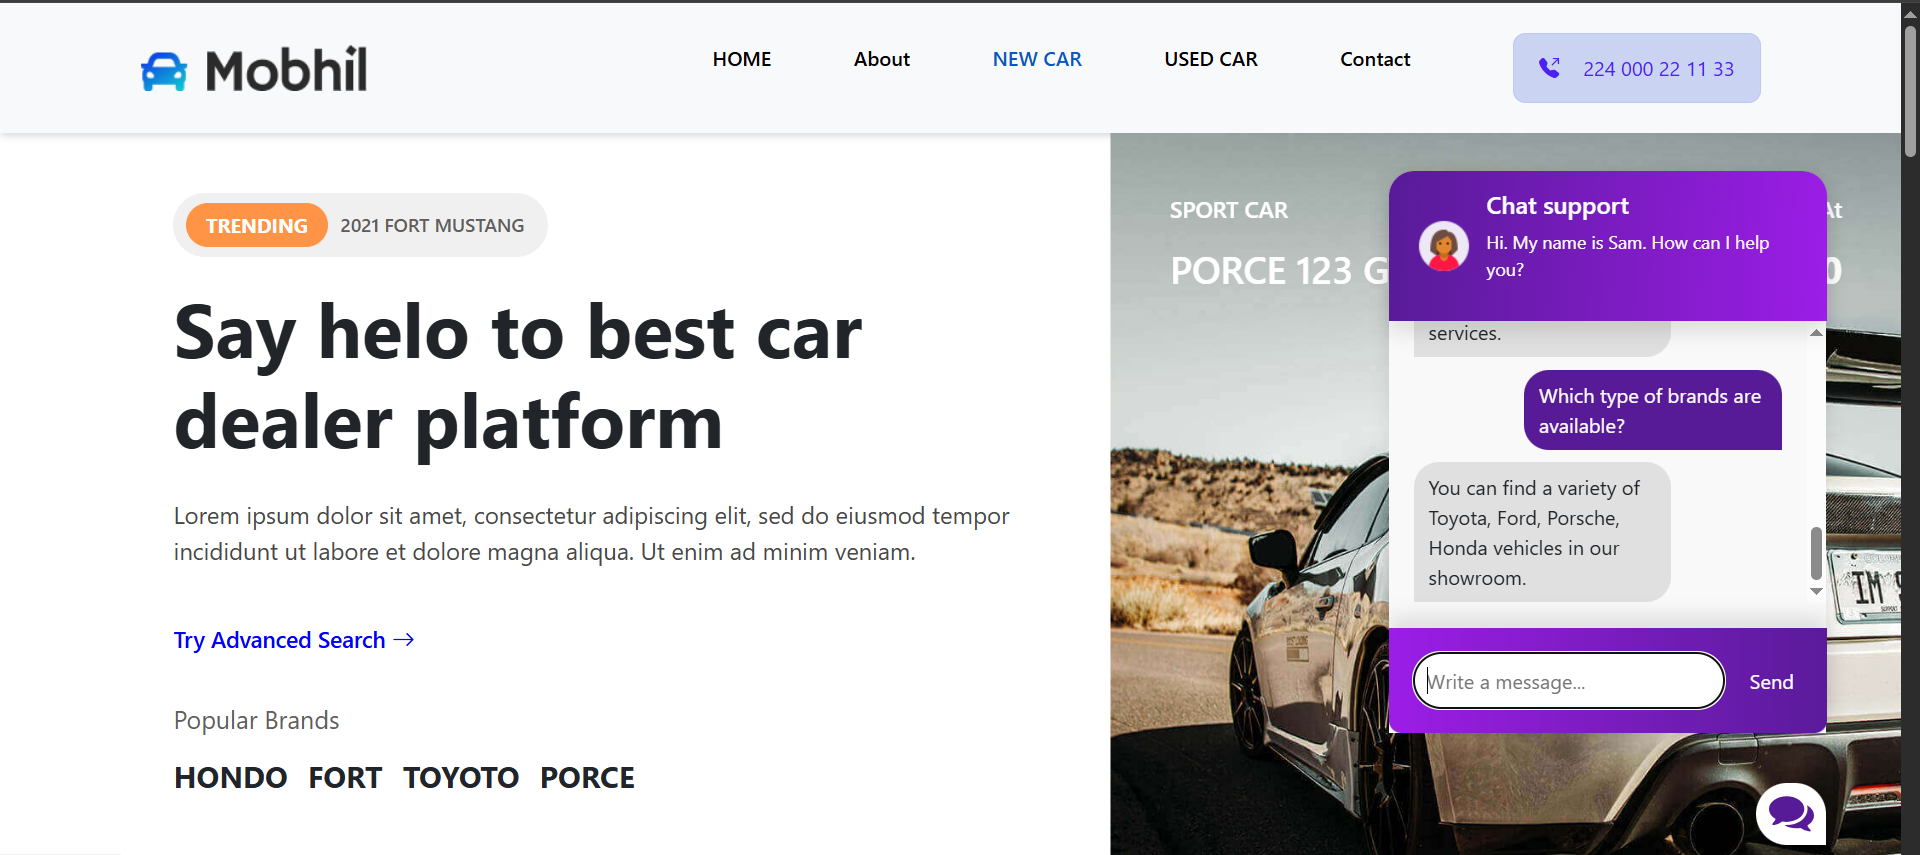 Mobhil
HOME
About
NEW CAR
USED CAR
Contact
224 000 22 11 33
TRENDING
2021 FORT MUSTANG
Say helo to best car
dealer platform
Lorem ipsum dolor sit amet, consectetur adipiscing elit, sed do eiusmod tempor
incididunt ut labore et dolore magna aliqua. Ut enim ad minim veniam.
Try Advanced Search →
Popular Brands
HONDO FORT TOYOTO PORCE
SPORT CAR
PORCE 123 G
At
0
Chat support
Hi. My name is Sam. How can I help
you?
services.
Which type of brands are
available?
You can find a variety of
Toyota, Ford, Porsche,
Honda vehicles in our
showroom.
Write a message...
Send
IM